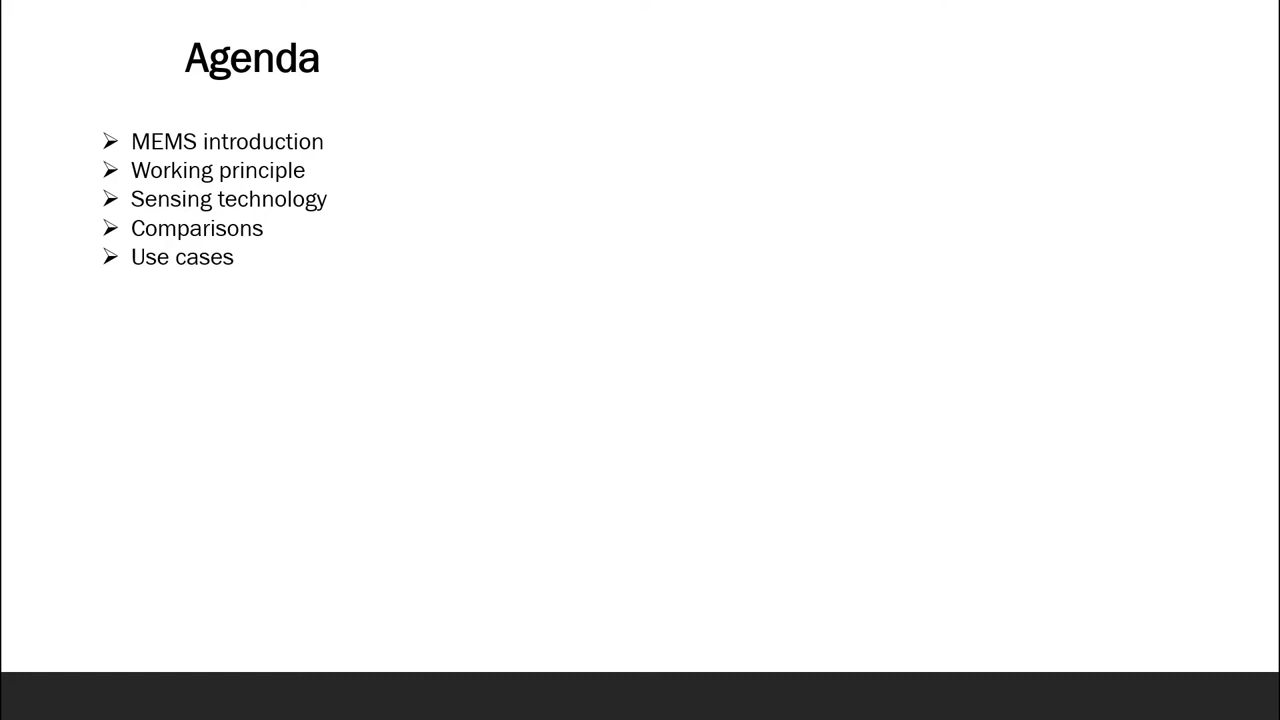 Agenda
➢ MEMS introduction
➢ Working principle
➢ Sensing technology
➢ Comparisons
➢ Use cases